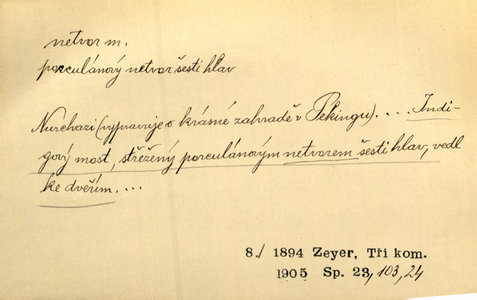 netvor m.
porculánový netvor šesti hlav
Nurehazi (vypravuje o krásné zahradě v Pekingu). . . . Indi-
gový most, střežený porculánovým netvorem šesti hlav, vedl
ke dveřím. . . .
8./ 1894 Zeyer, Tři kom.
1905 Sp. 23, 103, 24